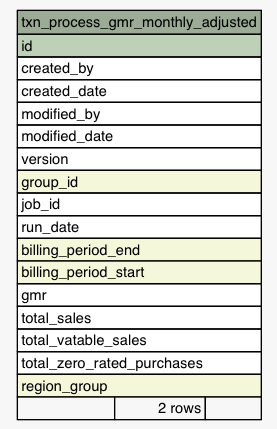 txn_process_gmr_monthly_adjusted
id
created_by
created_date
modified_by
modified_date
version
group_id
job_id
run_date
billing_period_end
billing_period_start
gmr
total_sales
total_vatable_sales
total_zero_rated_purchases
region_group
2 rows